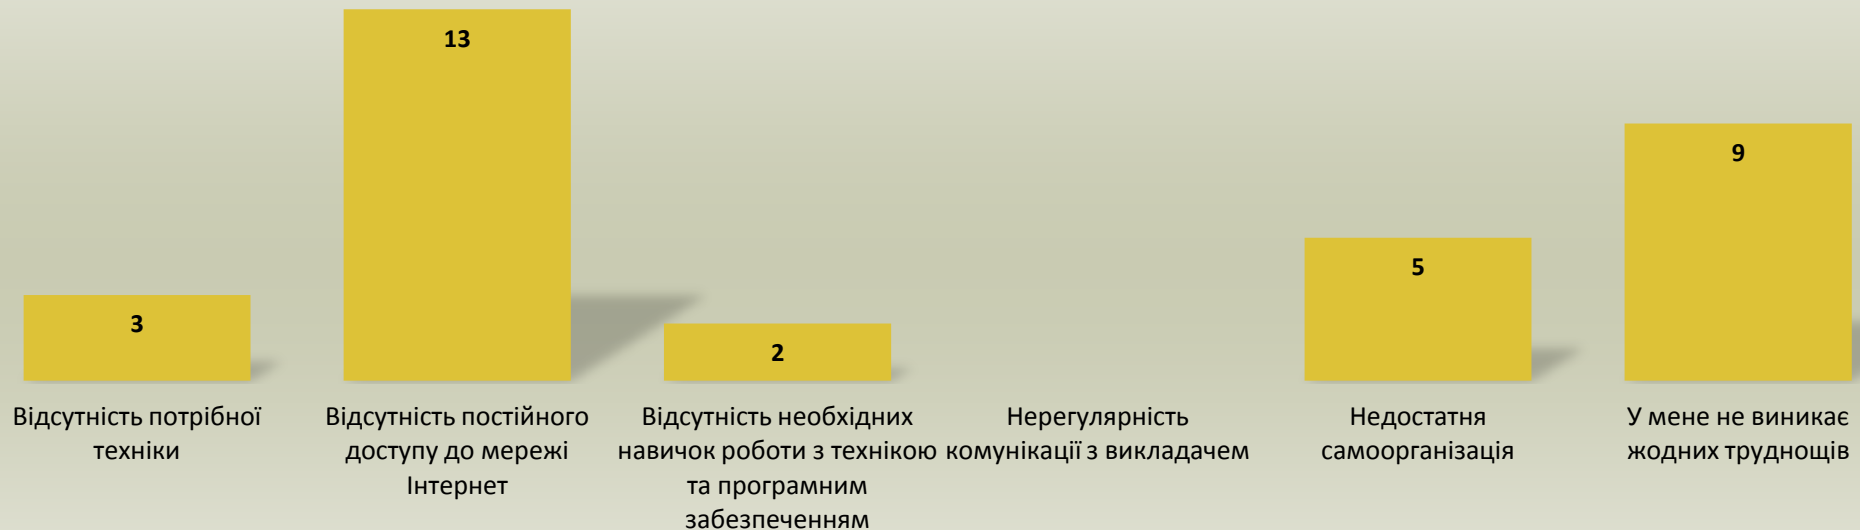 3
13
2
5
9
Відсутність потрібної
техніки
Відсутність постійного
доступу до мережі
Інтернет
Відсутність необхідних
навичок роботи з технікою
та програмним
забезпеченням
Нерегулярність
комунікації з викладачем
Недостатня
самоорганізація
У мене не виникає
жодних труднощів